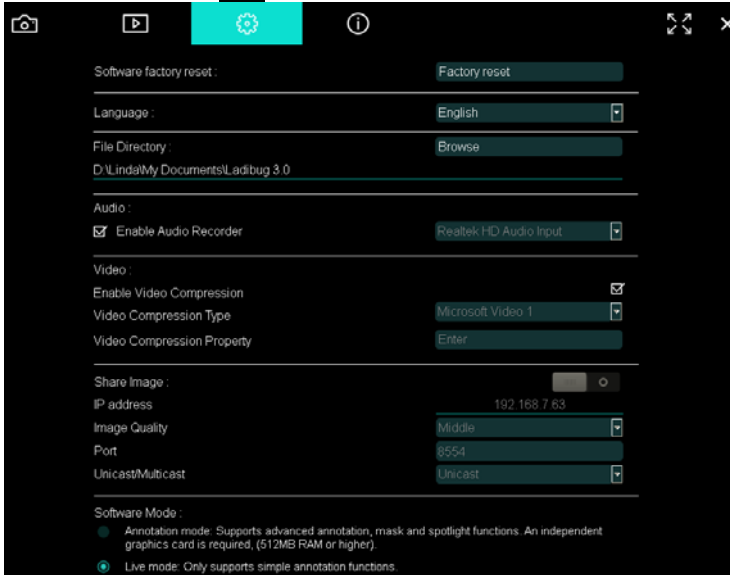 Software factory reset : Factory reset
Language : English
File Directory : Browse
D:\Linda\My Documents\Ladibug 3.0
Audio :
Enable Audio Recorder Realtek HD Audio Input
Video :
Enable Video Compression
Video Compression Type Microsoft Video 1
Video Compression Property Enter
Share Image :
IP address 192.168.7.63
Image Quality Middle
Port 8554
Unicast/Multicast Unicast
Software Mode :
Annotation mode: Supports advanced annotation, mask and spotlight functions. An independent
graphics card is required, (512MB RAM or higher).
Live mode: Only supports simple annotation functions.